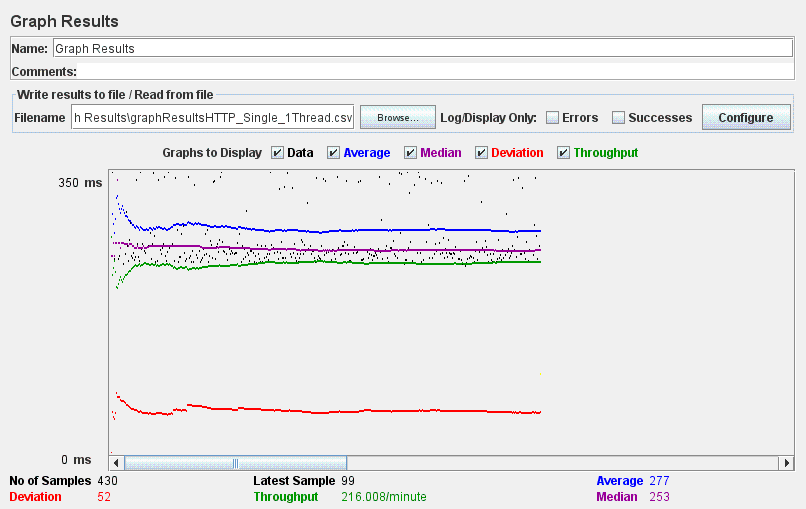 Graph Results
Name: Graph Results
Comments:
Write results to file / Read from file
Filename h Results\graphResultsHTTP_Single_1Thread.csv Browse... Log/Display Only: Errors Successes Configure
Graphs to Display Data Average Median Deviation Throughput
350 ms
0 ms
No of Samples 430 Latest Sample 99 Average 277
Deviation 52 Throughput 216.008/minute Median 253